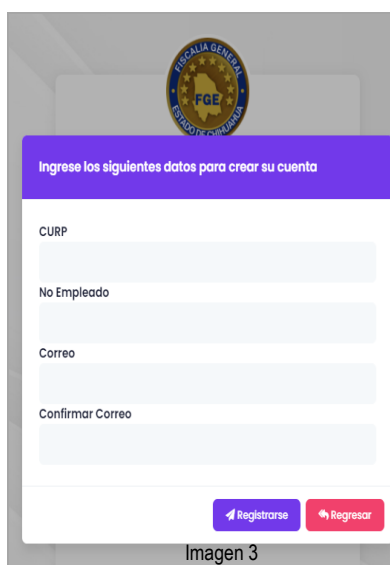 FISCALIA GENERAL
FGE
ESTADO DE CHIHUAHUA
Ingrese los siguientes datos para crear su cuenta
CURP
No Empleado
Correo
Confirmar Correo
Registrarse
Regresar
Imagen 3